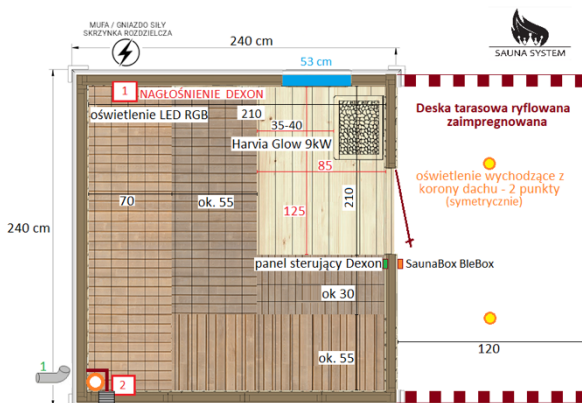 MUFA / GNIAZDO SIŁY
SKRZYNKA ROZDZIELCZA
240 cm
53 cm
SAUNA SYSTEM
1
NAGŁOŚNIENIE DEXON
oświetlenie LED RGB
210
35-40
Harvia Glow 9kW
85
Deska tarasowa ryflowana
zaimpregnowana
oświetlenie wychodzące z
korony dachu - 2 punkty
(symetrycznie)
70
ok. 55
125
210
240 cm
panel sterujący Dexon
SaunaBox BleBox
ok 30
ok. 55
120
1
2